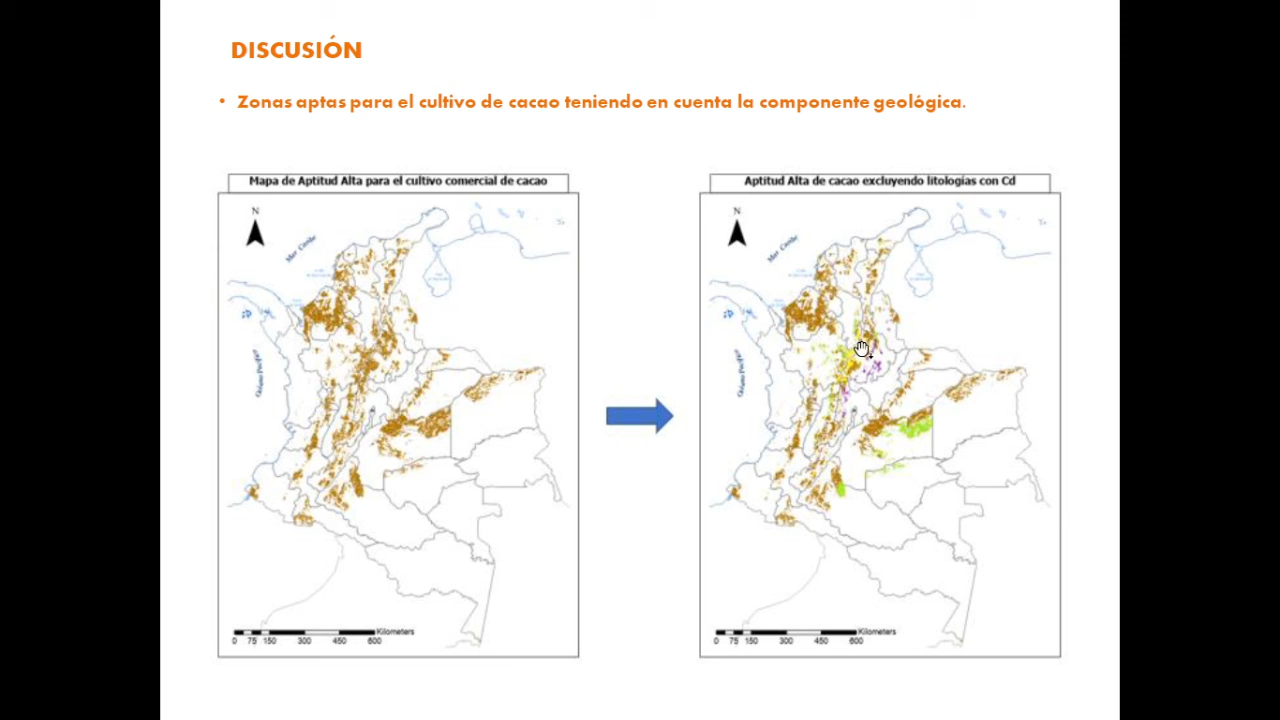 DISCUSIÓN
• Zonas aptas para el cultivo de cacao teniendo en cuenta la componente geológica.
Mapa de Aptitud Alta para el cultivo comercial de cacao
N
Mar Caribe
Océano Pacífico
Kilometers
0 75 150 300 450 600
Aptitud Alta de cacao excluyendo litologías con Cd
N
Mar Caribe
Océano Pacífico
Kilometers
0 75 150 300 450 600